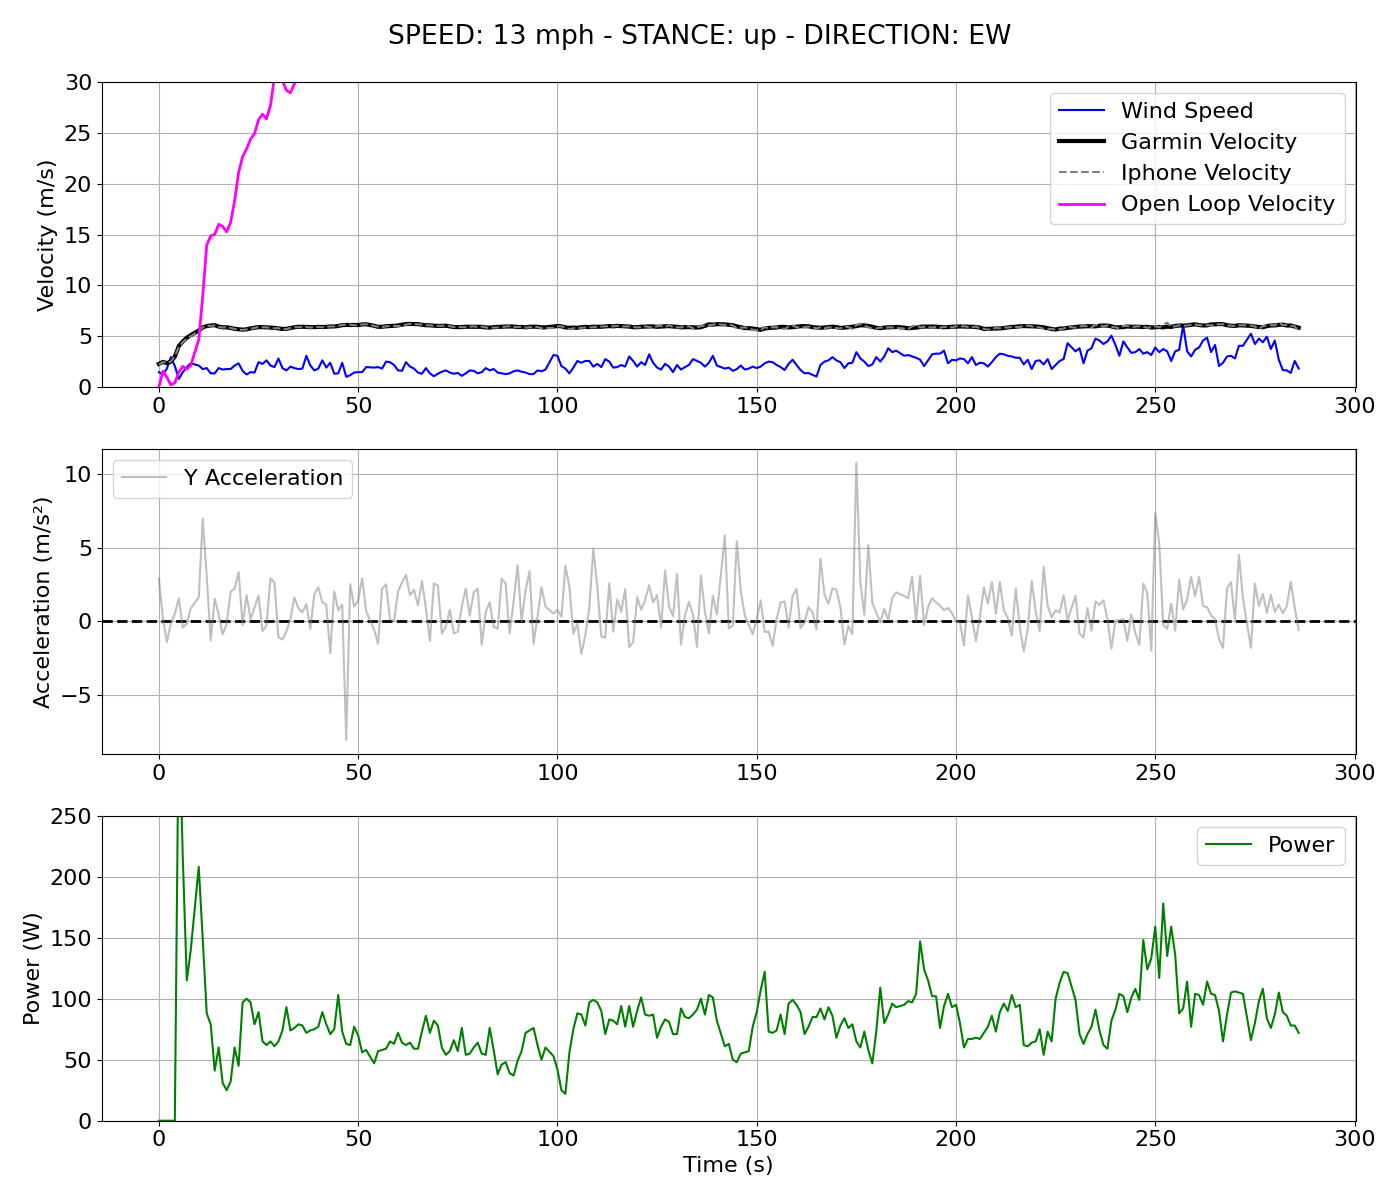 SPEED: 13 mph - STANCE: up - DIRECTION: EW
Velocity (m/s)
30
25
20
15
10
5
0
Wind Speed
Garmin Velocity
Iphone Velocity
Open Loop Velocity
0 50 100 150 200 250 300
Acceleration (m/s²)
10
5
0
−5
Y Acceleration
0 50 100 150 200 250 300
Power (W)
250
200
150
100
50
0
Power
0 50 100 150 200 250 300
Time (s)